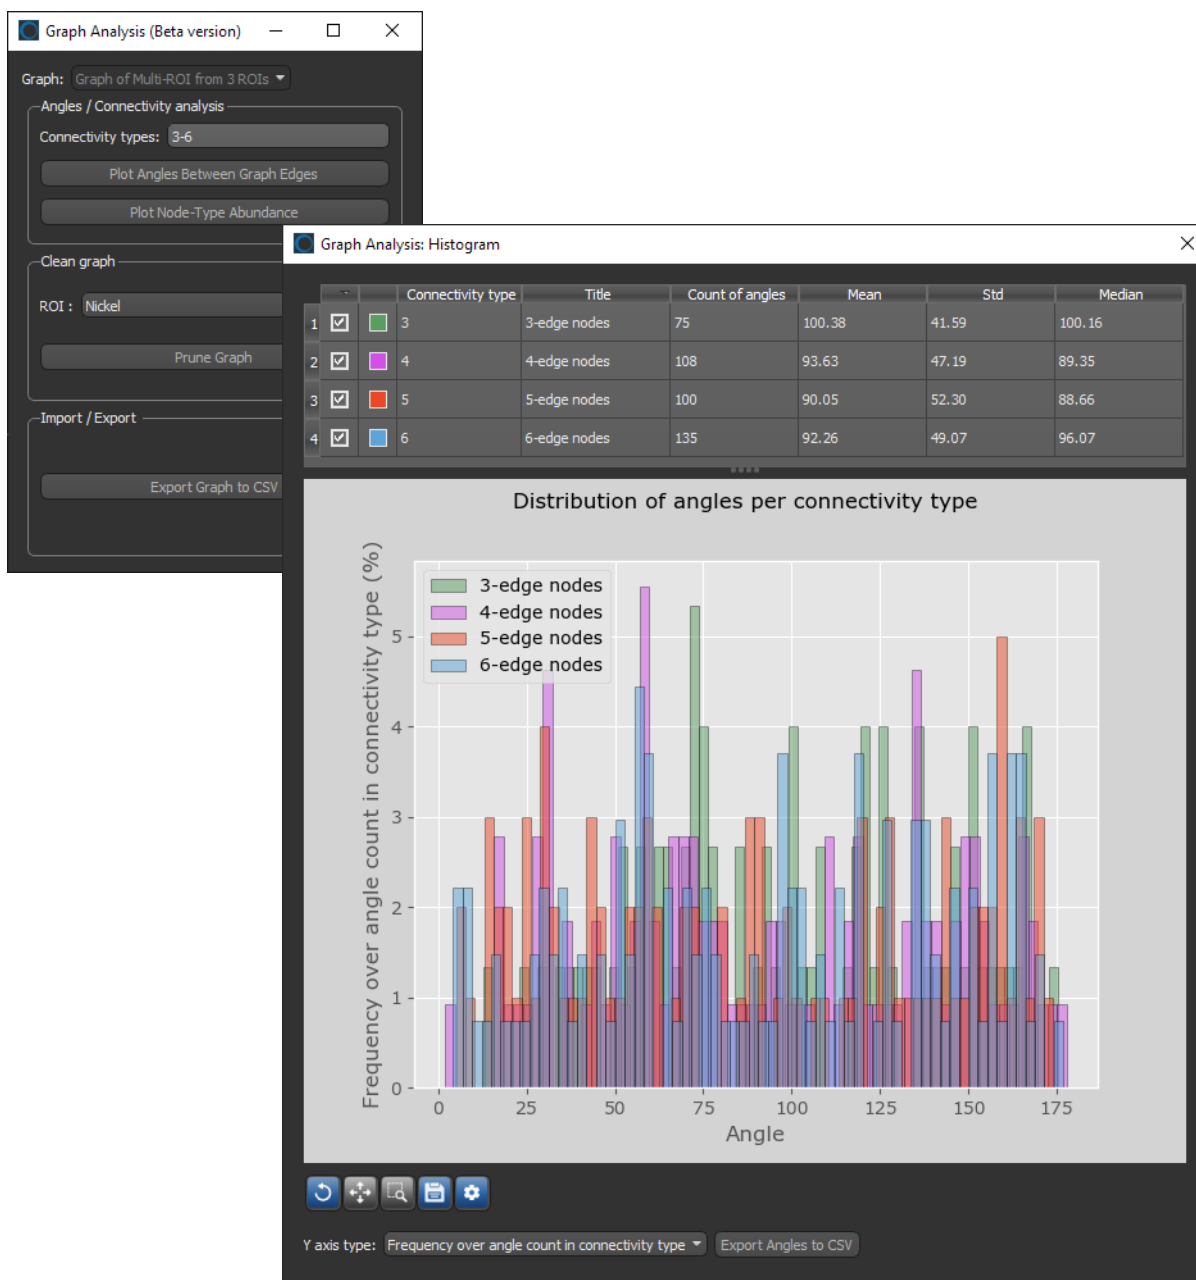 Graph Analysis (Beta version)
Graph: Graph of Multi-ROI from 3 ROIs
Angles / Connectivity analysis
Connectivity types: 3-6
Plot Angles Between Graph Edges
Plot Node-Type Abundance
Clean graph
ROI : Nickel
Prune Graph
Import / Export
Export Graph to CSV
Graph Analysis: Histogram
Connectivity type Title Count of angles Mean Std Median
1 3 3-edge nodes 75 100.38 41.59 100.16
2 4 4-edge nodes 108 93.63 47.19 89.35
3 5 5-edge nodes 100 90.05 52.30 88.66
4 6 6-edge nodes 135 92.26 49.07 96.07
Distribution of angles per connectivity type
Frequency over angle count in connectivity type (%)
3-edge nodes
4-edge nodes
5-edge nodes
6-edge nodes
5
4
3
2
1
0
0 25 50 75 100 125 150 175
Angle
Y axis type: Frequency over angle count in connectivity type Export Angles to CSV